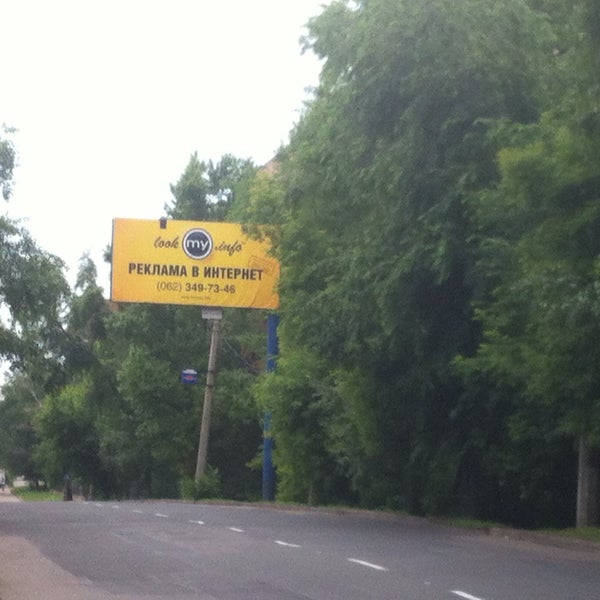 look my .info
РЕКЛАМА В ИНТЕРНЕТ
(062) 349-73-46